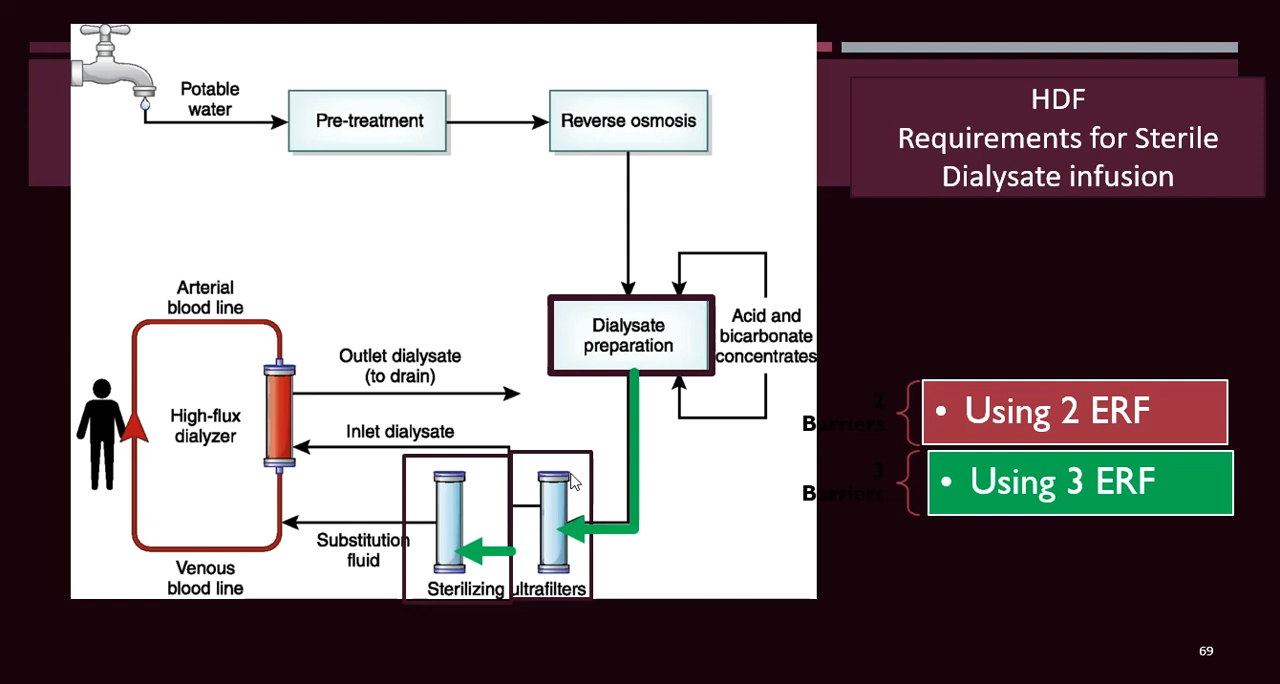 HDF
Requirements for Sterile
Dialysate infusion
Potable
water
Pre-treatment
Reverse osmosis
Arterial
blood line
Dialysate
preparation
Acid and
bicarbonate
concentrates
Outlet dialysate
(to drain)
High-flux
dialyzer
Inlet dialysate
Substitution
fluid
Venous
blood line
Sterilizing ultrafilters
2
Barriers
• Using 2 ERF
3
Barriers
• Using 3 ERF
69